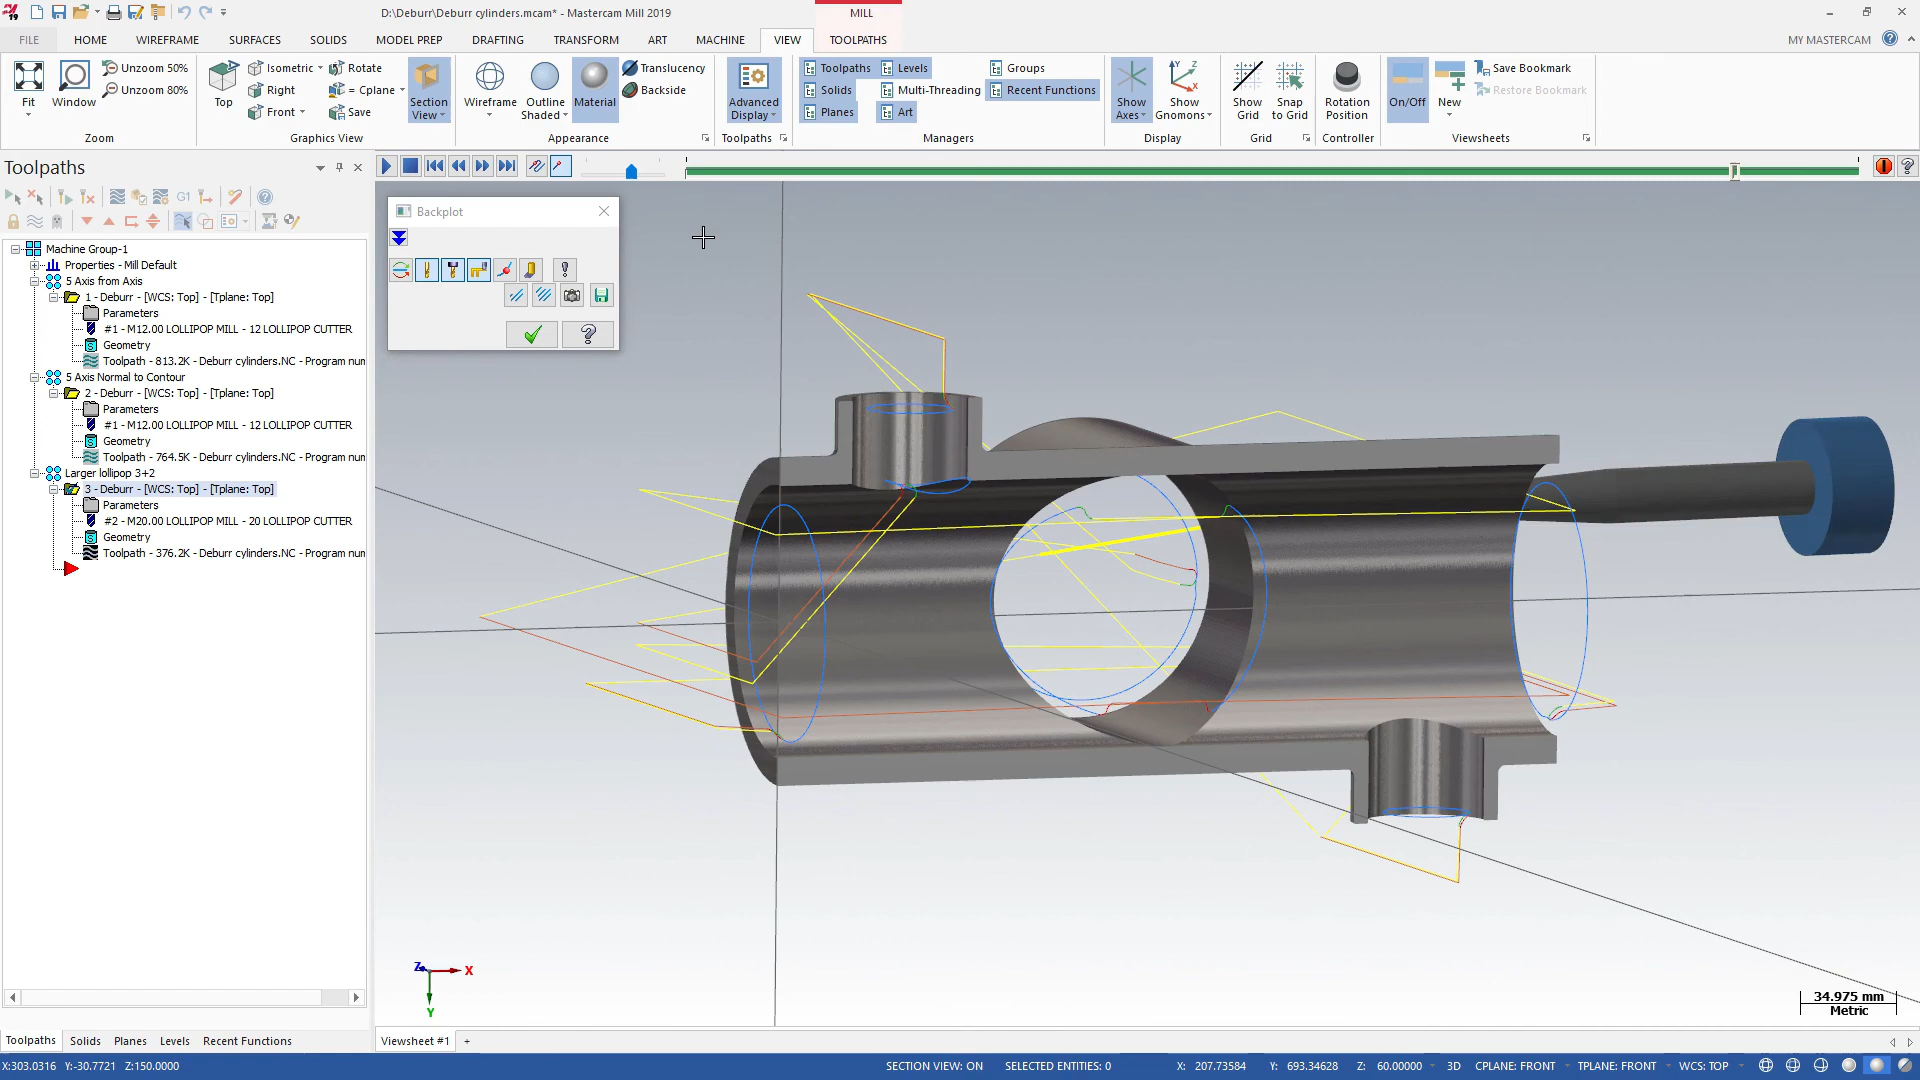 19
D:\Deburr\Deburr cylinders.mcam* - Mastercam Mill 2019
MILL
FILE
HOME
WIREFRAME
SURFACES
SOLIDS
MODEL PREP
DRAFTING
TRANSFORM
ART
MACHINE
VIEW
TOOLPATHS
MY MASTERCAM
Fit
Window
Unzoom 50%
Unzoom 80%
Zoom
Top
Isometric
Right
Front
Rotate
= Cplane
Save
Section
View
Graphics View
Wireframe
Outline
Shaded
Material
Translucency
Backside
Appearance
Advanced
Display
Toolpaths
Toolpaths
Solids
Planes
Levels
Multi-Threading
Art
Groups
Recent Functions
Managers
Show
Axes
Show
Gnomons
Display
Show
Grid
Snap
to Grid
Grid
Rotation
Position
Controller
On/Off
New
Save Bookmark
Restore Bookmark
Viewsheets
Toolpaths
G1
Machine Group-1
Properties - Mill Default
5 Axis from Axis
1 - Deburr - [WCS: Top] - [Tplane: Top]
Parameters
#1 - M12.00 LOLLIPOP MILL - 12 LOLLIPOP CUTTER
Geometry
Toolpath - 813.2K - Deburr cylinders.NC - Program num
5 Axis Normal to Contour
2 - Deburr - [WCS: Top] - [Tplane: Top]
Parameters
#1 - M12.00 LOLLIPOP MILL - 12 LOLLIPOP CUTTER
Geometry
Toolpath - 764.5K - Deburr cylinders.NC - Program num
Larger lollipop 3+2
3 - Deburr - [WCS: Top] - [Tplane: Top]
Parameters
#2 - M20.00 LOLLIPOP MILL - 20 LOLLIPOP CUTTER
Geometry
Toolpath - 376.2K - Deburr cylinders.NC - Program num
Backplot
Z
X
Y
34.975 mm
Metric
Toolpaths
Solids
Planes
Levels
Recent Functions
Viewsheet #1
+
X:303.0316 Y:-30.7721 Z:150.0000
SECTION VIEW: ON
SELECTED ENTITIES: 0
X: 207.73584
Y: 693.34628
Z: 60.00000
3D
CPLANE: FRONT
TPLANE: FRONT
WCS: TOP